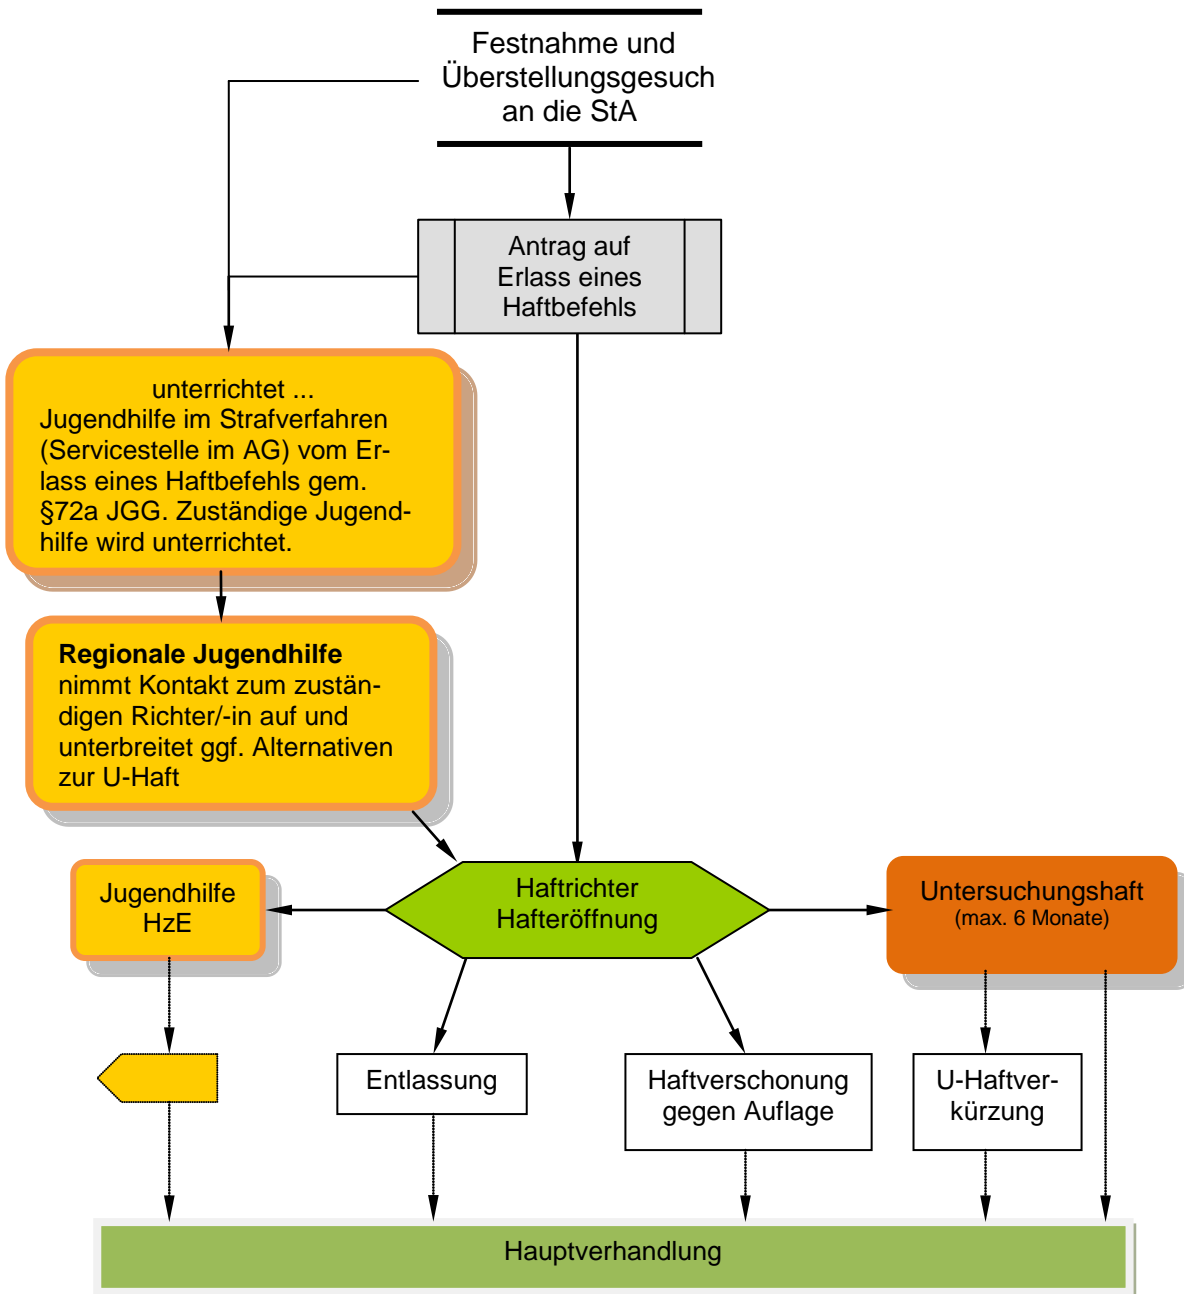 Festnahme und
Überstellungsgesuch
an die StA
Antrag auf
Erlass eines
Haftbefehls
unterrichtet ...
Jugendhilfe im Strafverfahren
(Servicestelle im AG) vom Er-
lass eines Haftbefehls gem.
§72a JGG. Zuständige Jugend-
hilfe wird unterrichtet.
Regionale Jugendhilfe
nimmt Kontakt zum zustän-
digen Richter/-in auf und
unterbreitet ggf. Alternativen
zur U-Haft
Jugendhilfe
HzE
Haftrichter
Hafteröffnung
Untersuchungshaft
(max. 6 Monate)
Entlassung
Haftverschonung
gegen Auflage
U-Haftver-
kürzung
Hauptverhandlung